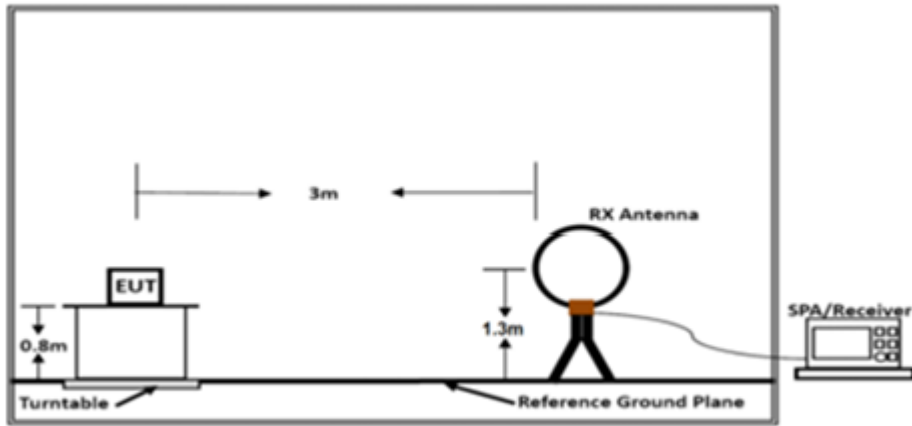 3m
RX Antenna
EUT
SPA/Receiver
0.8m
1.3m
Turntable
Reference Ground Plane